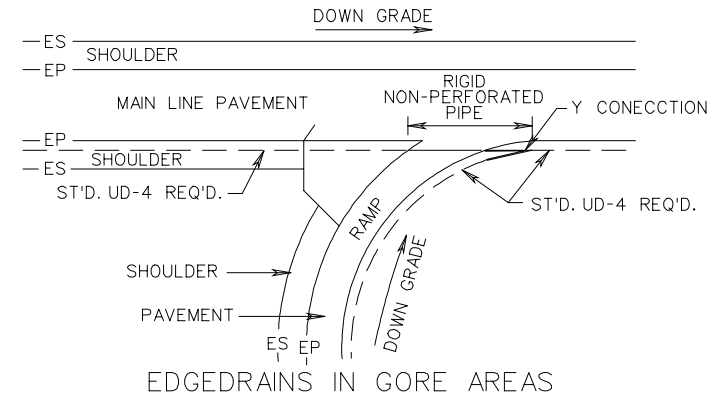 DOWN GRADE
ES
SHOULDER
EP
RIGID
NON-PERFORATED
PIPE
MAIN LINE PAVEMENT
Y CONECCTION
EP
SHOULDER
ES
ST'D. UD-4 REQ'D.
ST'D. UD-4 REQ'D.
RAMP
SHOULDER
DOWN GRADE
PAVEMENT
ES EP
EDGEDRAINS IN GORE AREAS